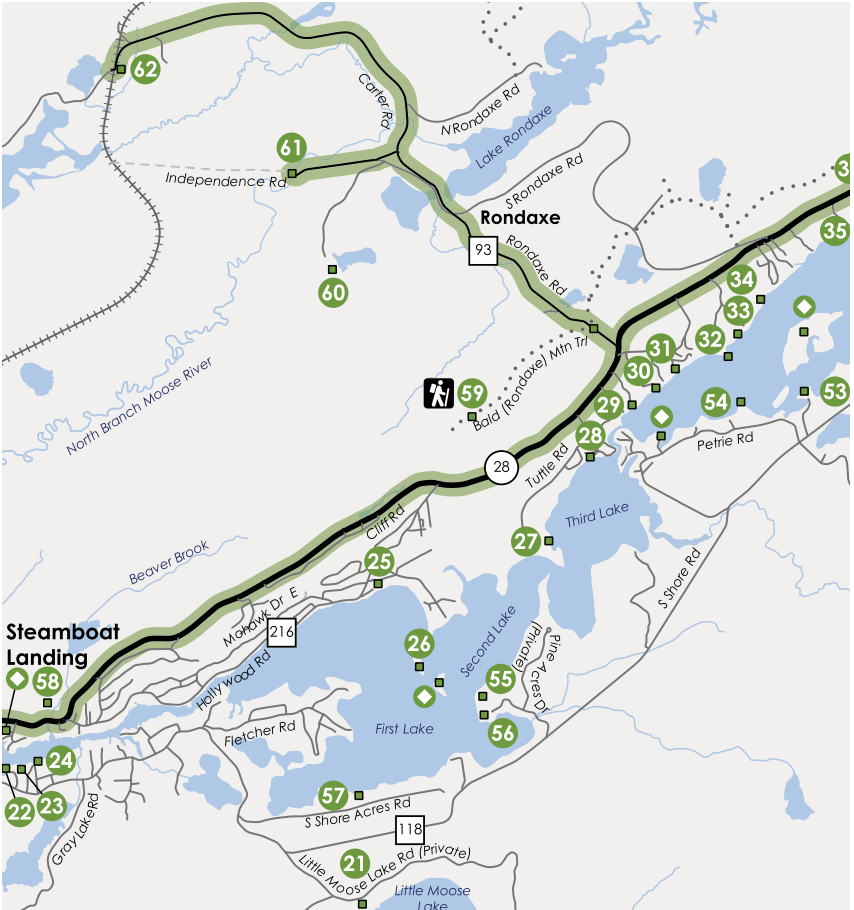 62
Carter Rd
N Rondaxe Rd
Lake Rondaxe
61
Independence Rd
S Rondaxe Rd
3
Rondaxe
93
Rondaxe Rd
35
60
34
33
32
31
30
29
Bald (Rondaxe) Mtn Trl
59
54
53
28
North Branch Moose River
28
Tuttle Rd
Petrie Rd
Third Lake
Cliff Rd
27
Beaver Brook
25
S Shore Rd
Mohawk Dr E
216
Steamboat
Landing
58
Hollywood Rd
26
Second Lake
Pine Acres Dr
(Private)
55
56
First Lake
Fletcher Rd
24
22
23
57
S Shore Acres Rd
118
Gray Lake Rd
21
Little Moose Lake Rd (Private)
Little Moose
Lake